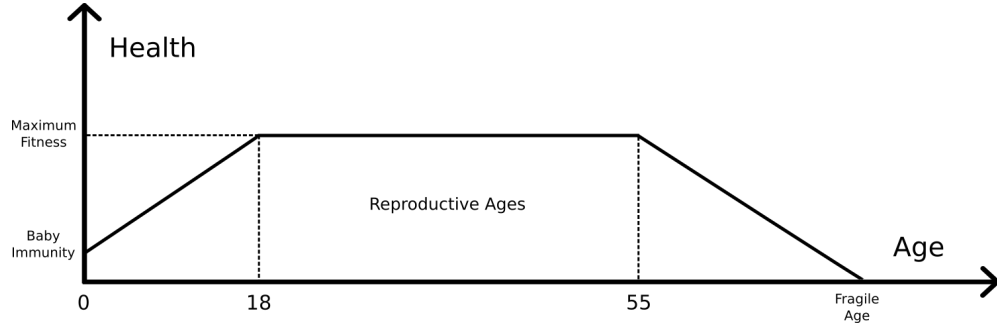 Health
Maximum
Fitness
Reproductive Ages
Baby
Immunity
Age
0
18
55
Fragile
Age